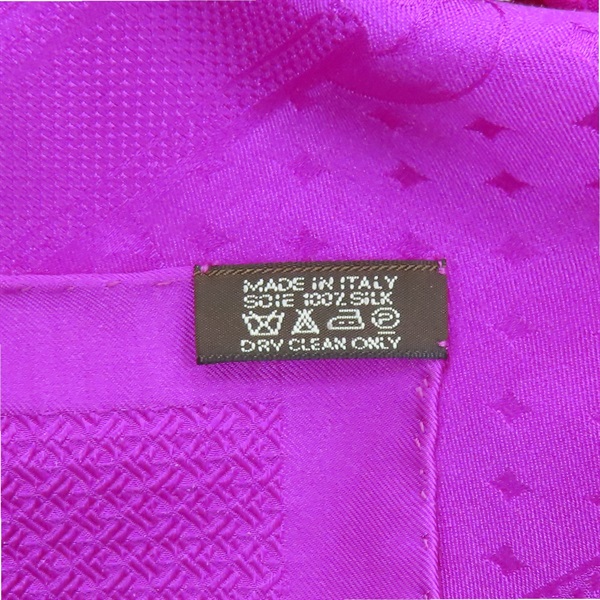 MADE IN ITALY
SOIE 100% SILK
P
DRY CLEAN ONLY